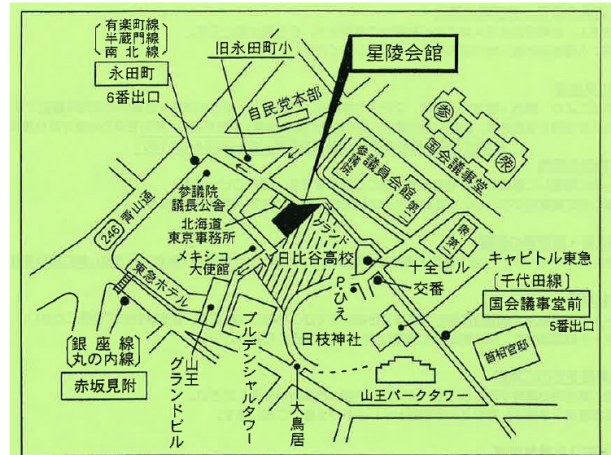 有楽町線
半蔵門線
南北線
永田町
6番出口
旧永田町小
星陵会館
自民党本部
参
衆
国会議事堂
参議院
参議員会館
第二
衆・第一
246
青山通
参議院
議長公舎
北海道
東京事務所
メキシコ
大使館
グランド
日比谷高校
十全ビル
交番
キャピトル東急
〔千代田線〕
国会議事堂前
5番出口
首相官邸
P.ひえ
日枝神社
山王パークタワー
東急ホテル
銀座線
丸の内線
赤坂見附
山王
グランドビル
プルデンシャルタワー
大鳥居